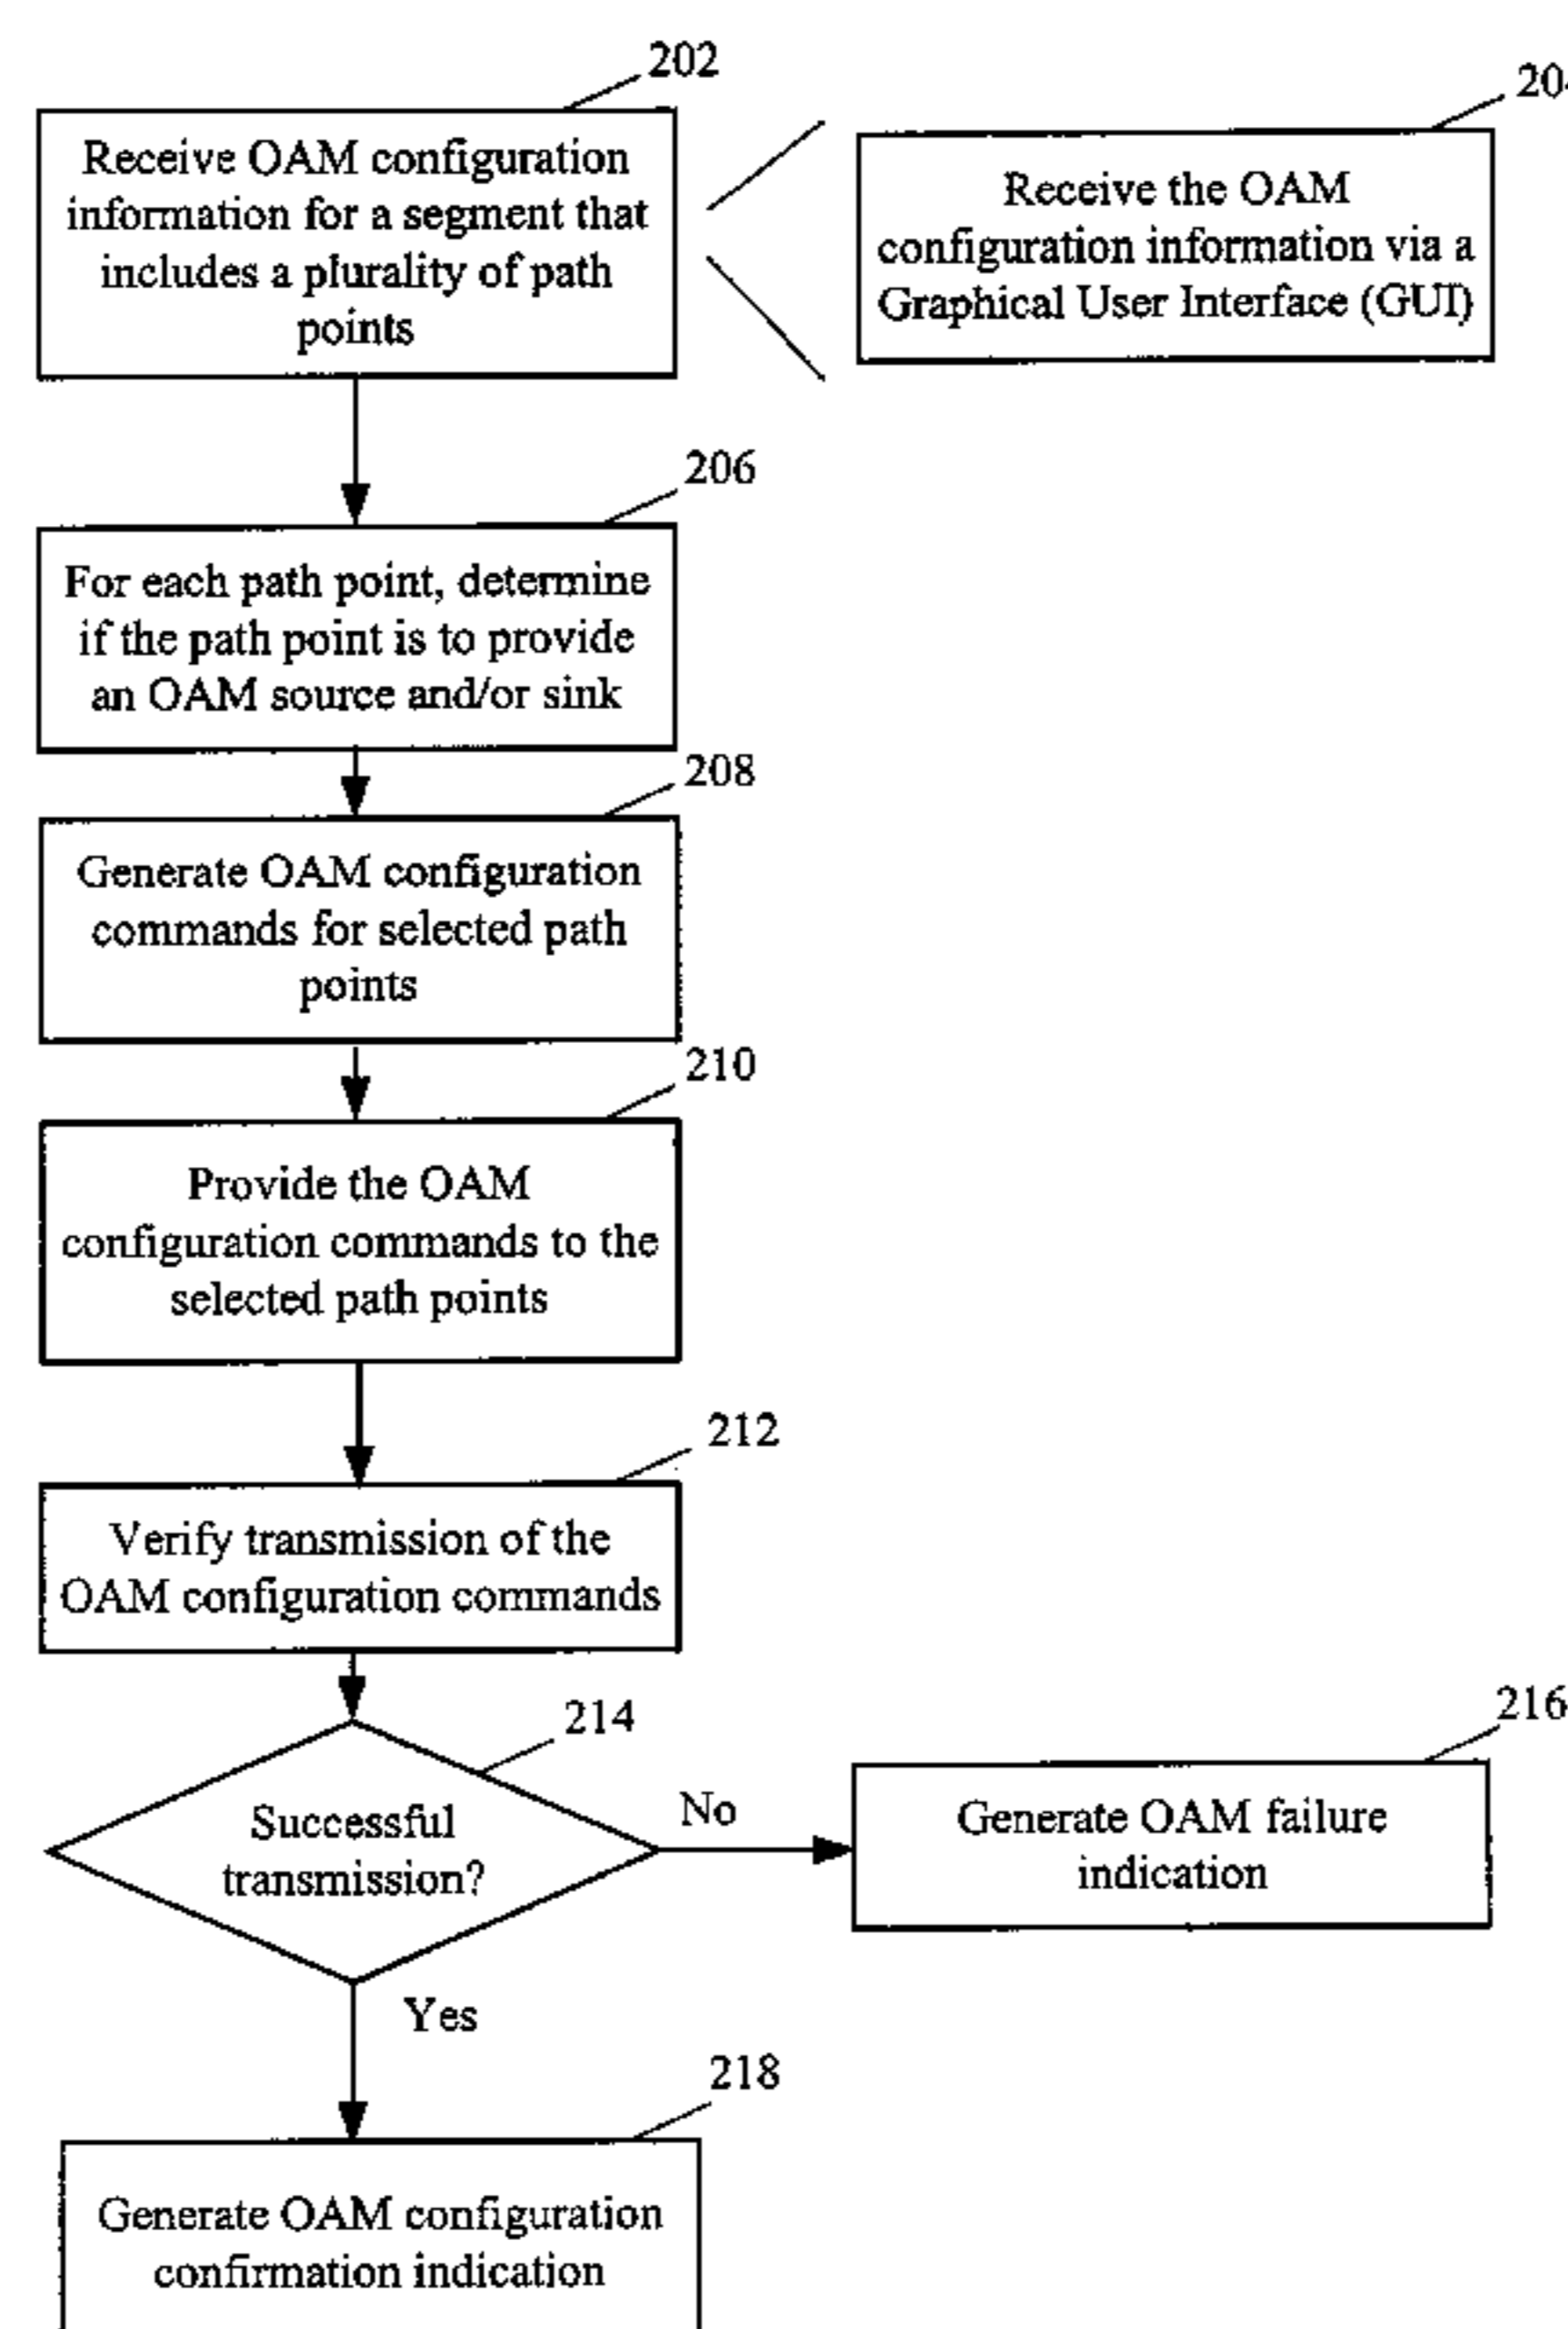 202
Receive OAM configuration
information for a segment that
includes a plurality of path
points
Receive the OAM
configuration information via a
Graphical User Interface (GUI)
206
For each path point, determine
if the path point is to provide
an OAM source and/or sink
208
Generate OAM configuration
commands for selected path
points
210
Provide the OAM
configuration commands to the
selected path points
212
Verify transmission of the
OAM configuration commands
214
Successful
transmission?
No
216
Generate OAM failure
indication
Yes
218
Generate OAM configuration
confirmation indication